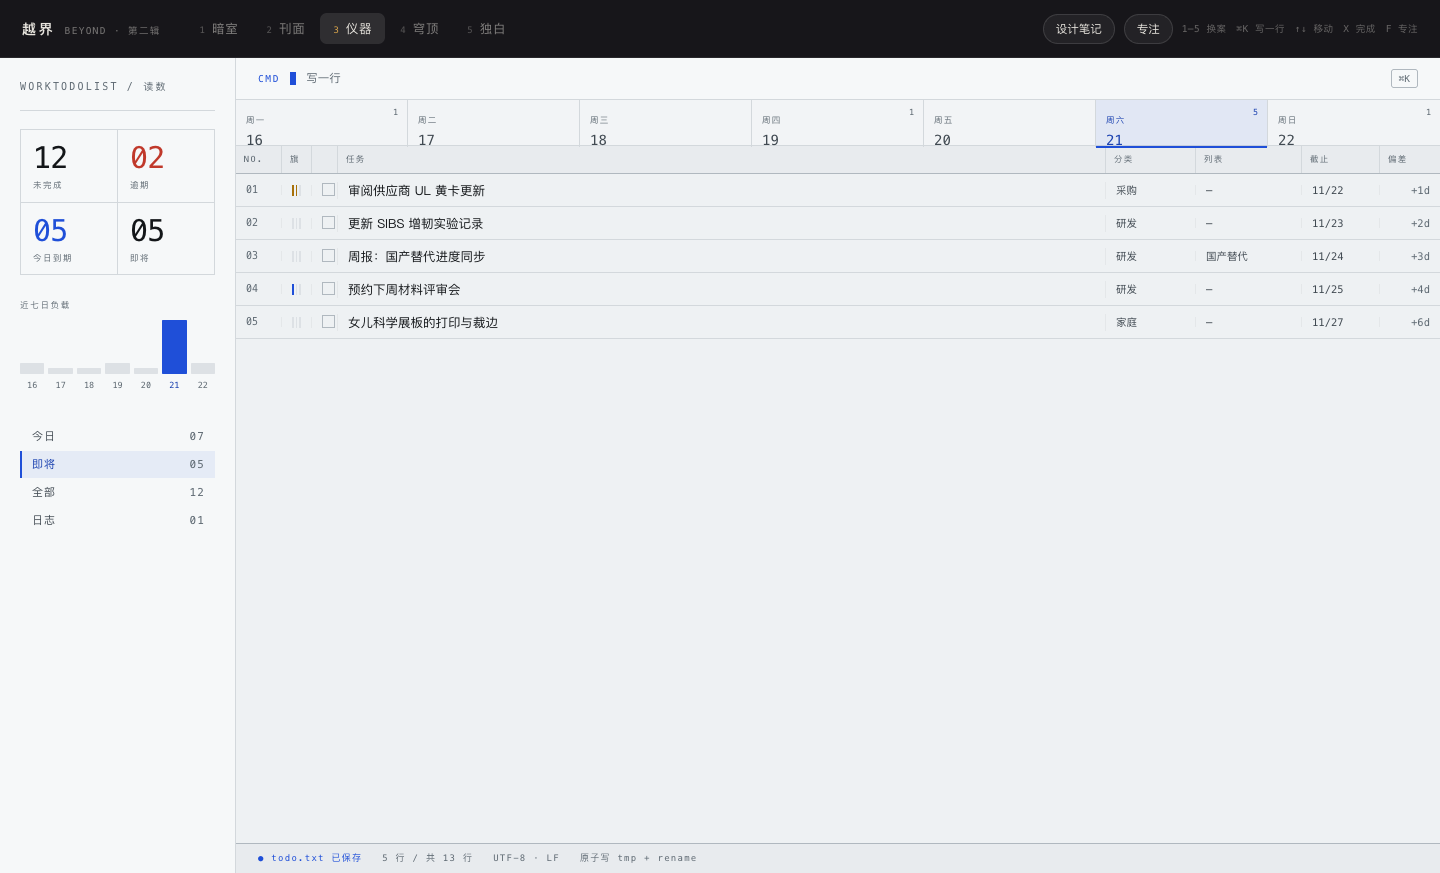 越界 BEYOND · 第二辑 1 暗室 2 刊面 3 仪器 4 穹顶 5 独白 设计笔记 专注 1–5 换案 ⌘K 写一行 ↑↓ 移动 X 完成 F 专注
WORKTODOLIST / 读数
12 未完成
02 逾期
05 今日到期
05 即将
近七日负载
16 17 18 19 20 21 22
今日 07
即将 05
全部 12
日志 01
CMD 写一行 ⌘K
周一 16 1
周二 17
周三 18
周四 19 1
周五 20
周六 21 5
周日 22 1
NO. 旗 任务 分类 列表 截止 偏差
01 审阅供应商 UL 黄卡更新 采购 — 11/22 +1d
02 更新 SIBS 增韧实验记录 研发 — 11/23 +2d
03 周报：国产替代进度同步 研发 国产替代 11/24 +3d
04 预约下周材料评审会 研发 — 11/25 +4d
05 女儿科学展板的打印与裁边 家庭 — 11/27 +6d
● todo.txt 已保存 5 行 / 共 13 行 UTF–8 · LF 原子写 tmp + rename